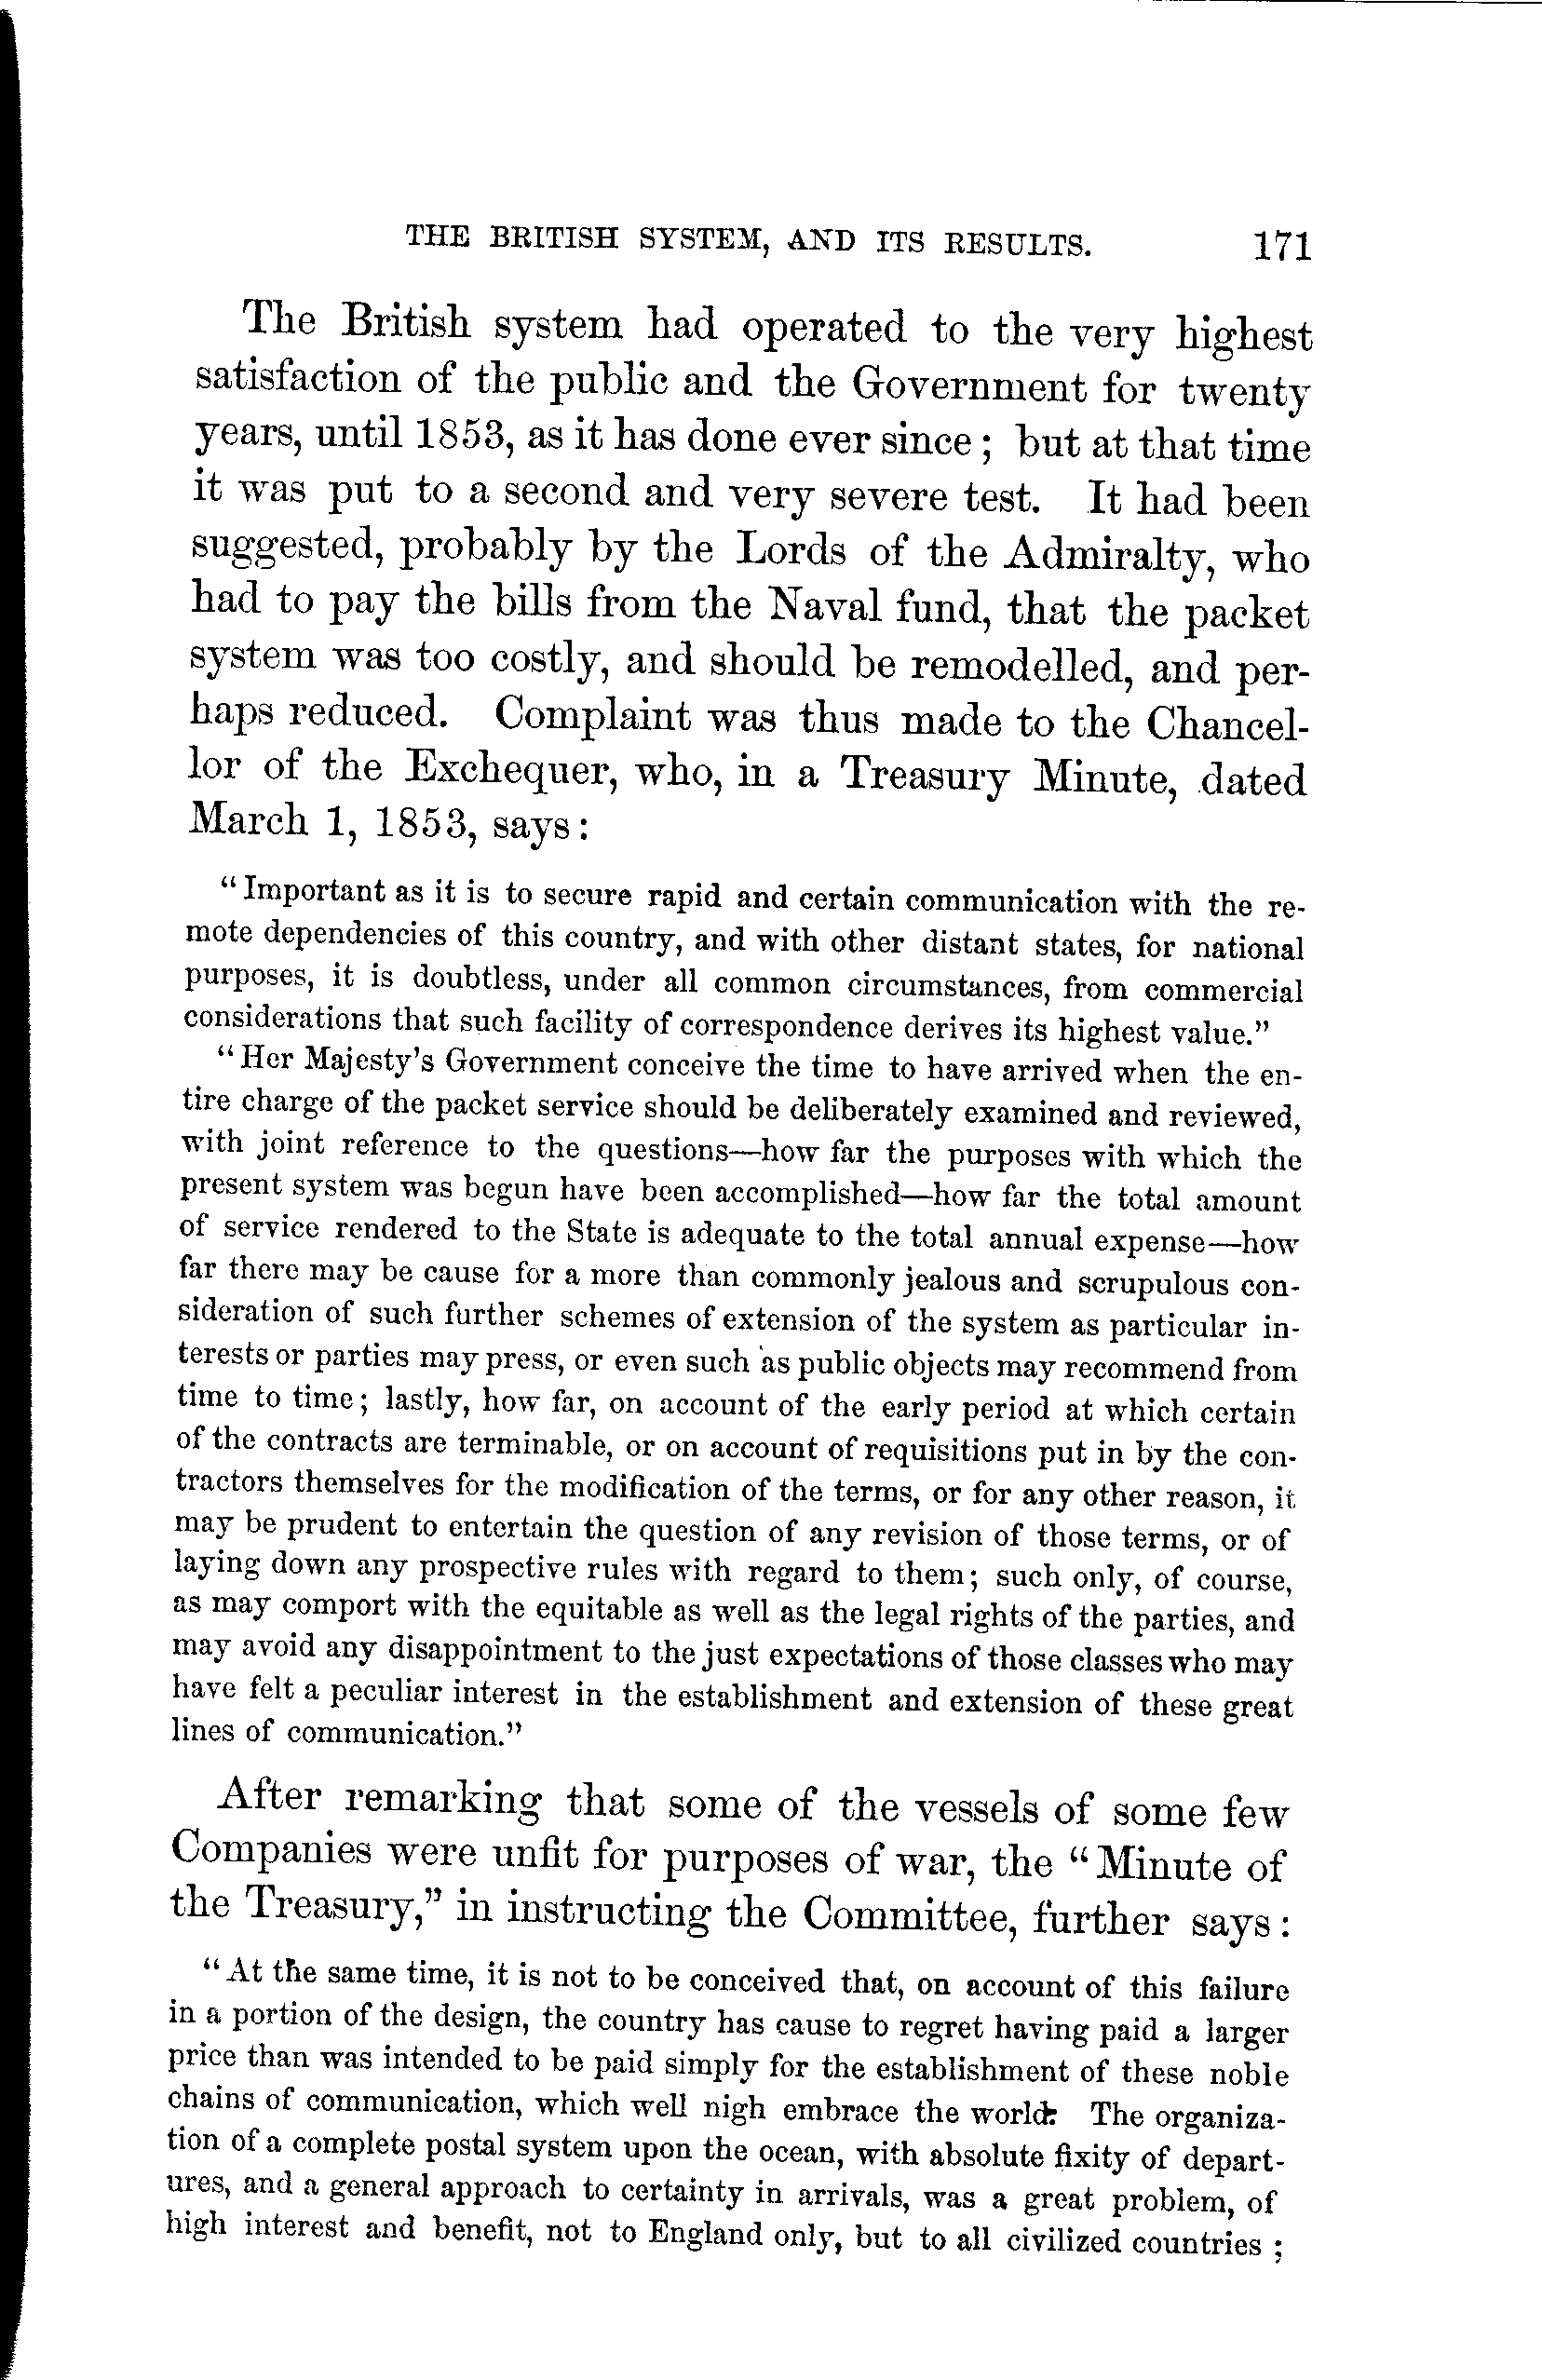 THE BRITISH SYSTEM, AND ITS RESULTS. 171
The British system had operated to the very highest
satisfaction of the public and the Government for twenty
years, until 1853, as it has done ever since; but at that time
it was put to a second and very severe test. It had been
suggested, probably by the Lords of the Admiralty, who
had to pay the bills from the Naval fund, that the packet
system was too costly, and should be remodelled, and per-
haps reduced. Complaint was thus made to the Chancel-
lor of the Exchequer, who, in a Treasury Minute, dated
March 1, 1853, says:
"Important as it is to secure rapid and certain communication with the re-
mote dependencies of this country, and with other distant states, for national
purposes, it is doubtless, under all common circumstances, from commercial
considerations that such facility of correspondence derives its highest value."
"Her Majesty's Government conceive the time to have arrived when the en-
tire charge of the packet service should be deliberately examined and reviewed,
with joint reference to the questions—how far the purposes with which the
present system was begun have been accomplished—how far the total amount
of service rendered to the State is adequate to the total annual expense—how
far there may be cause for a more than commonly jealous and scrupulous con-
sideration of such further schemes of extension of the system as particular in-
terests or parties may press, or even such as public objects may recommend from
time to time; lastly, how far, on account of the early period at which certain
of the contracts are terminable, or on account of requisitions put in by the con-
tractors themselves for the modification of the terms, or for any other reason, it
may be prudent to entertain the question of any revision of those terms, or of
laying down any prospective rules with regard to them; such only, of course,
as may comport with the equitable as well as the legal rights of the parties, and
may avoid any disappointment to the just expectations of those classes who may
have felt a peculiar interest in the establishment and extension of these great
lines of communication."
After remarking that some of the vessels of some few
Companies were unfit for purposes of war, the "Minute of
the Treasury," in instructing the Committee, further says:
"At the same time, it is not to be conceived that, on account of this failure
in a portion of the design, the country has cause to regret having paid a larger
price than was intended to be paid simply for the establishment of these noble
chains of communication, which well nigh embrace the world. The organiza-
tion of a complete postal system upon the ocean, with absolute fixity of depart-
ures, and a general approach to certainty in arrivals, was a great problem, of
high interest and benefit, not to England only, but to all civilized countries;